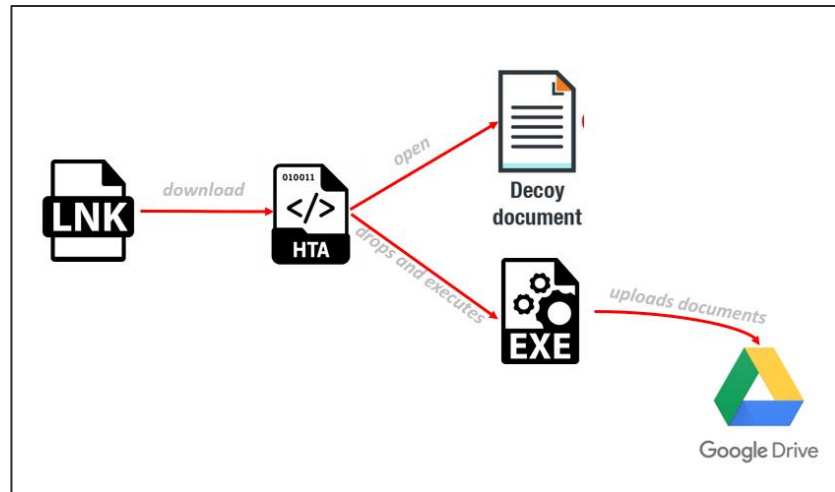 LNK
download
010011
</>
HTA
open
Decoy
document
drops and executes
EXE
uploads documents
Google Drive